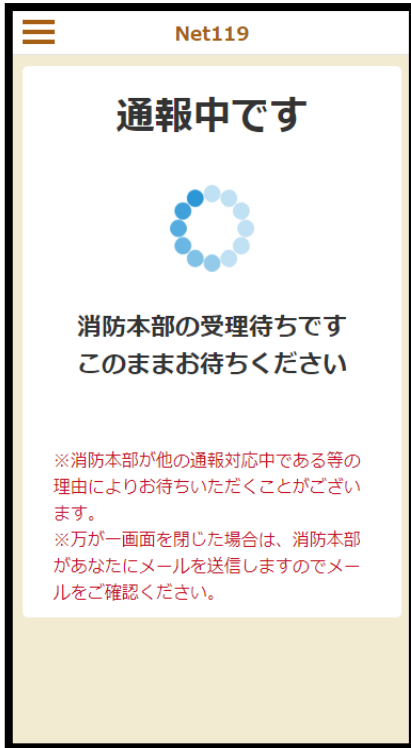 Net119
通報中です
消防本部の受理待ちです
このままお待ちください
※消防本部が他の通報対応中である等の
理由によりお待ちいただくことがござい
ます。
※万が一画面を閉じた場合は、消防本部
があなたにメールを送信しますのでメー
ルをご確認ください。